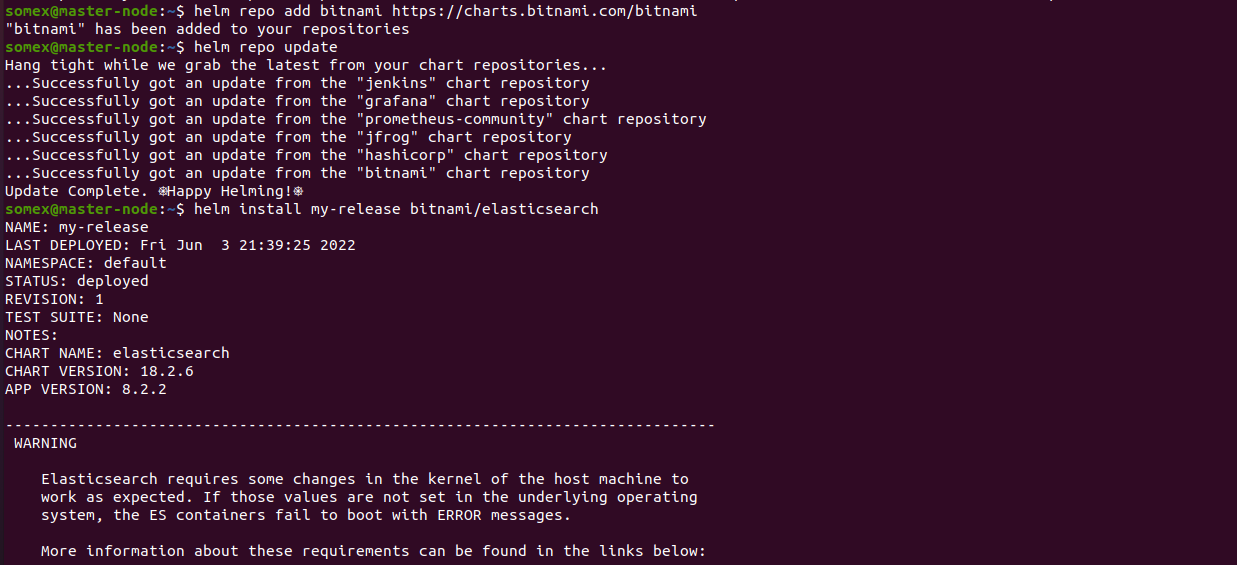 somex@master-node:~$ helm repo add bitnami https://charts.bitnami.com/bitnami
"bitnami" has been added to your repositories
somex@master-node:~$ helm repo update
Hang tight while we grab the latest from your chart repositories...
...Successfully got an update from the "jenkins" chart repository
...Successfully got an update from the "grafana" chart repository
...Successfully got an update from the "prometheus-community" chart repository
...Successfully got an update from the "jfrog" chart repository
...Successfully got an update from the "hashicorp" chart repository
...Successfully got an update from the "bitnami" chart repository
Update Complete. ⎈Happy Helming!⎈
somex@master-node:~$ helm install my-release bitnami/elasticsearch
NAME: my-release
LAST DEPLOYED: Fri Jun  3 21:39:25 2022
NAMESPACE: default
STATUS: deployed
REVISION: 1
TEST SUITE: None
NOTES:
CHART NAME: elasticsearch
CHART VERSION: 18.2.6
APP VERSION: 8.2.2
-------------------------------------------------------------------------------
WARNING
Elasticsearch requires some changes in the kernel of the host machine to
work as expected. If those values are not set in the underlying operating
system, the ES containers fail to boot with ERROR messages.
More information about these requirements can be found in the links below: